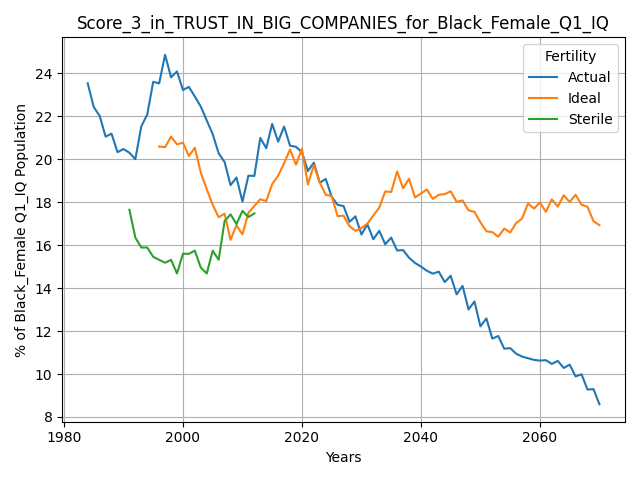 Score_3_in_TRUST_IN_BIG_COMPANIES_for_Black_Female_Q1_IQ
Fertility
Actual
Ideal
Sterile
% of Black_Female Q1_IQ Population
24
22
20
18
16
14
12
10
8
1980 2000 2020 2040 2060
Years